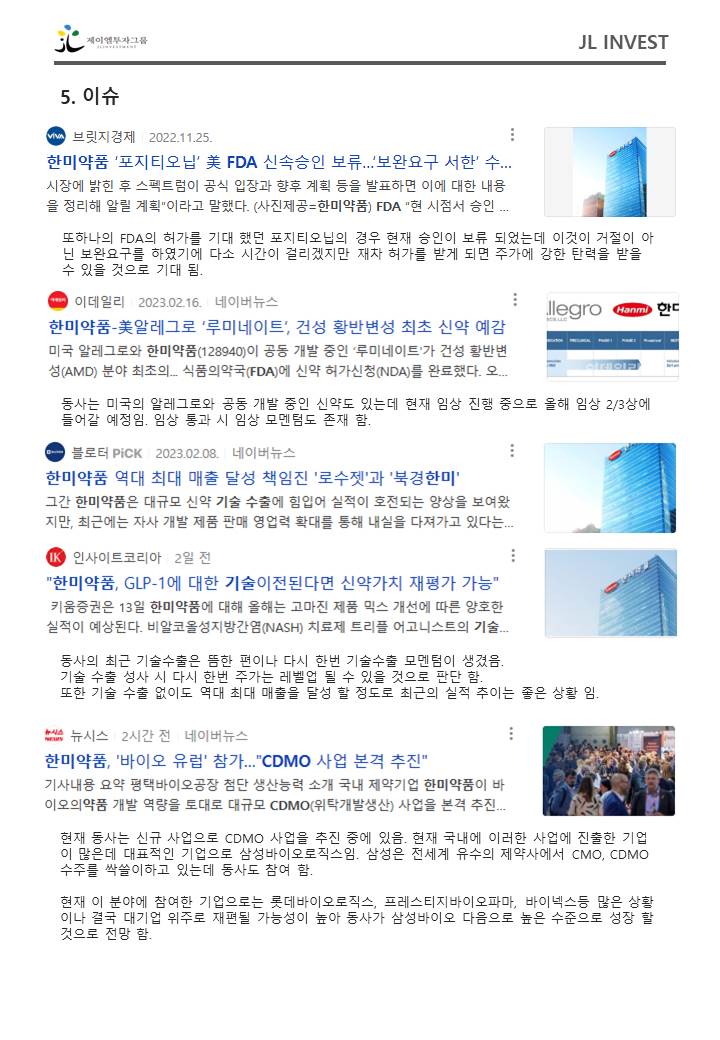 제이엘투자그룹
JLINVESTMENT
JL INVEST
5. 이슈
VIVA 브릿지경제 2022.11.25.
한미약품 '포지티오닙' 美 FDA 신속승인 보류...'보완요구 서한' 수...
시장에 밝힌 후 스펙트럼이 공식 입장과 향후 계획 등을 발표하면 이에 대한 내용
을 정리해 알릴 계획"이라고 말했다. (사진제공=한미약품) FDA "현 시점서 승인 ...
또하나의 FDA의 허가를 기대 했던 포지티오닙의 경우 현재 승인이 보류 되었는데 이것이 거절이 아
닌 보완요구를 하였기에 다소 시간이 걸리겠지만 재차 허가를 받게 되면 주가에 강한 탄력을 받을
수 있을 것으로 기대 됨.
이데일리 2023.02.16. 네이버뉴스
한미약품-美알레그로 '루미네이트', 건성 황반변성 최초 신약 예감
미국 알레그로와 한미약품(128940)이 공동 개발 중인 '루미네이트'가 건성 황반변
성(AMD) 분야 최초의... 식품의약국(FDA)에 신약 허가신청(NDA)를 완료했다. 오...
allegro
Hanmi 한미
동사는 미국의 알레그로와 공동 개발 중인 신약도 있는데 현재 임상 진행 중으로 올해 임상 2/3상에
들어갈 예정임. 임상 통과 시 임상 모멘텀도 존재 함.
블로터 PiCK 2023.02.08. 네이버뉴스
한미약품 역대 최대 매출 달성 책임진 '로수젯'과 '북경한미'
그간 한미약품은 대규모 신약 기술 수출에 힘입어 실적이 호전되는 양상을 보여왔
지만, 최근에는 자사 개발 제품 판매 영업력 확대를 통해 내실을 다져가고 있다는...
IK 인사이트코리아 2일 전
"한미약품, GLP-1에 대한 기술이전된다면 신약가치 재평가 가능"
키움증권은 13일 한미약품에 대해 올해는 고마진 제품 믹스 개선에 따른 양호한
실적이 예상된다. 비알코올성지방간염(NASH) 치료제 트리플 어고니스트의 기술...
동사의 최근 기술수출은 뜸한 편이나 다시 한번 기술수출 모멘텀이 생겼음.
기술 수출 성사 시 다시 한번 주가는 레벨업 될 수 있을 것으로 판단 함.
또한 기술 수출 없이도 역대 최대 매출을 달성 할 정도로 최근의 실적 추이는 좋은 상황 임.
뉴시스 뉴시스 2시간 전 네이버뉴스
한미약품, '바이오 유럽' 참가..."CDMO 사업 본격 추진"
기사내용 요약 평택바이오공장 첨단 생산능력 소개 국내 제약기업 한미약품이 바
이오의약품 개발 역량을 토대로 대규모 CDMO(위탁개발생산) 사업을 본격 추진...
현재 동사는 신규 사업으로 CDMO 사업을 추진 중에 있음. 현재 국내에 이러한 사업에 진출한 기업
이 많은데 대표적인 기업으로 삼성바이오로직스임. 삼성은 전세계 유수의 제약사에서 CMO, CDMO
수주를 싹쓸이하고 있는데 동사도 참여 함.
현재 이 분야에 참여한 기업으로는 롯데바이오로직스, 프레스티지바이오파마, 바이넥스등 많은 상황
이나 결국 대기업 위주로 재편될 가능성이 높아 동사가 삼성바이오 다음으로 높은 수준으로 성장 할
것으로 전망 함.